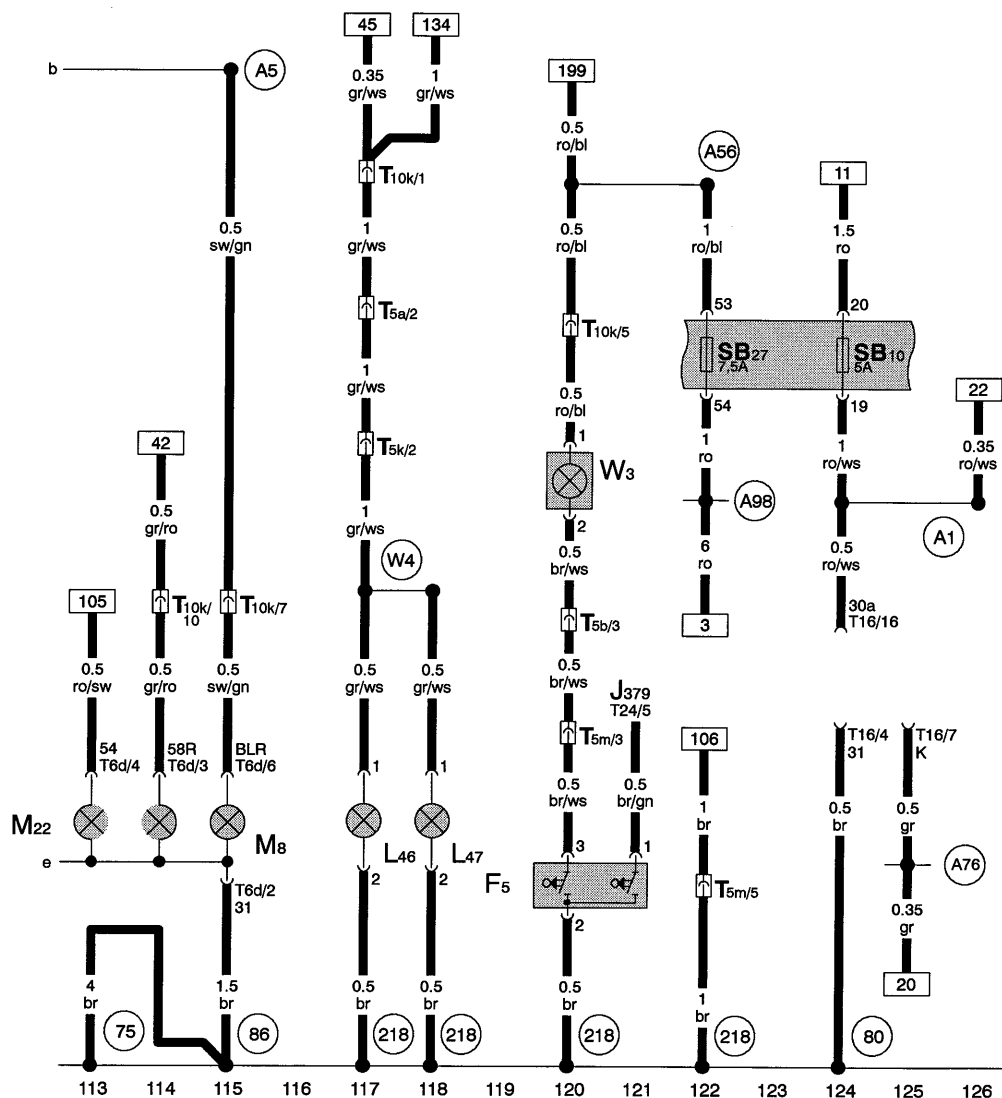 45 134
b A5
0.35 gr/ws
1 gr/ws
199
0.5 ro/bl
A56
11
T10k/1
0.5 sw/gn
1 gr/ws
0.5 ro/bl
1 ro/bl
1.5 ro
T5a/2
53 20
T10k/5
SB27 7,5A
SB10 5A
1 gr/ws
0.5 ro/bl
54 19
22
42
T5k/2
1
W3
1 ro
1 ro/ws
0.35 ro/ws
0.5 gr/ro
1 gr/ws
2
A98
A1
W4
0.5 br/ws
6 ro
0.5 ro/ws
105
T10k/10
T10k/7
T5b/3
3
30a
T16/16
0.5 ro/sw
0.5 gr/ro
0.5 sw/gn
0.5 gr/ws
0.5 gr/ws
0.5 br/ws
J379
T24/5
54 T6d/4
58R T6d/3
BLR T6d/6
T5m/3
106
T16/4 31
T16/7 K
1 1
0.5 br/ws
0.5 br/gn
1 br
0.5 br
0.5 gr
M22
M8
L46
L47
3 1
e
2 2
F5
A76
T6d/2
31
T5m/5
2
0.35 gr
4 br
1.5 br
0.5 br
0.5 br
0.5 br
1 br
20
75 86 218 218 218 218 80
113 114 115 116 117 118 119 120 121 122 123 124 125 126